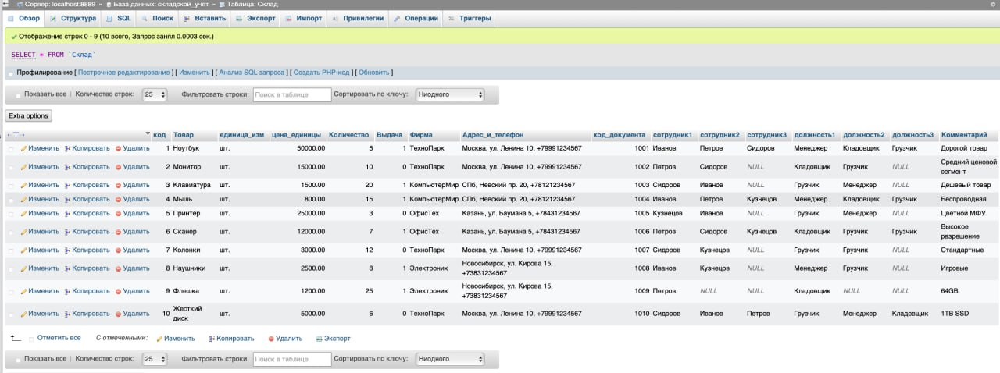 Сервер: localhost:8889 » База данных: складской_учет » Таблица: Склад
Обзор Структура SQL Поиск Вставить Экспорт Импорт Привилегии Операции Триггеры
Отображение строк 0 - 9 (10 всего, Запрос занял 0.0003 сек.)
SELECT * FROM `Склад`
Профилирование [ Построчное редактирование ] [ Изменить ] [ Анализ SQL запроса ] [ Создать PHP-код ] [ Обновить ]
Показать все | Количество строк: 25 Фильтровать строки: Поиск в таблице Сортировать по ключу: Ниодного
Extra options
←T→ код Товар единица_изм цена_единицы Количество Выдача Фирма Адрес_и_телефон код_документа сотрудник1 сотрудник2 сотрудник3 должность1 должность2 должность3 Комментарий
Изменить Копировать Удалить 1 Ноутбук шт. 50000.00 5 1 ТехноПарк Москва, ул. Ленина 10, +79991234567 1001 Иванов Петров Сидоров Менеджер Кладовщик Грузчик Дорогой товар
Изменить Копировать Удалить 2 Монитор шт. 15000.00 10 0 ТехноПарк Москва, ул. Ленина 10, +79991234567 1002 Петров Сидоров NULL Кладовщик Грузчик NULL Средний ценовой
сегмент
Изменить Копировать Удалить 3 Клавиатура шт. 1500.00 20 1 КомпьютерМир СПб, Невский пр. 20, +78121234567 1003 Сидоров Иванов NULL Грузчик Менеджер NULL Дешевый товар
Изменить Копировать Удалить 4 Мышь шт. 800.00 15 1 КомпьютерМир СПб, Невский пр. 20, +78121234567 1004 Иванов Петров Кузнецов Менеджер Кладовщик Грузчик Беспроводная
Изменить Копировать Удалить 5 Принтер шт. 25000.00 3 0 ОфисТех Казань, ул. Баумана 5, +78431234567 1005 Кузнецов Иванов NULL Грузчик Менеджер NULL Цветной МФУ
Изменить Копировать Удалить 6 Сканер шт. 12000.00 7 1 ОфисТех Казань, ул. Баумана 5, +78431234567 1006 Петров Сидоров Кузнецов Кладовщик Грузчик Грузчик Высокое
разрешение
Изменить Копировать Удалить 7 Колонки шт. 3000.00 12 0 ТехноПарк Москва, ул. Ленина 10, +79991234567 1007 Сидоров Кузнецов NULL Грузчик Грузчик NULL Стандартные
Изменить Копировать Удалить 8 Наушники шт. 2500.00 8 1 Электроник Новосибирск, ул. Кирова 15, 1008 Иванов Кузнецов NULL Менеджер Грузчик NULL Игровые
+73831234567
Изменить Копировать Удалить 9 Флешка шт. 1200.00 25 1 Электроник Новосибирск, ул. Кирова 15, 1009 Петров NULL NULL Кладовщик NULL NULL 64GB
+73831234567
Изменить Копировать Удалить 10 Жесткий шт. 5000.00 6 0 ТехноПарк Москва, ул. Ленина 10, +79991234567 1010 Сидоров Иванов Петров Грузчик Менеджер Кладовщик 1TB SSD
диск
Отметить все С отмеченными: Изменить Копировать Удалить Экспорт
Показать все | Количество строк: 25 Фильтровать строки: Поиск в таблице Сортировать по ключу: Ниодного